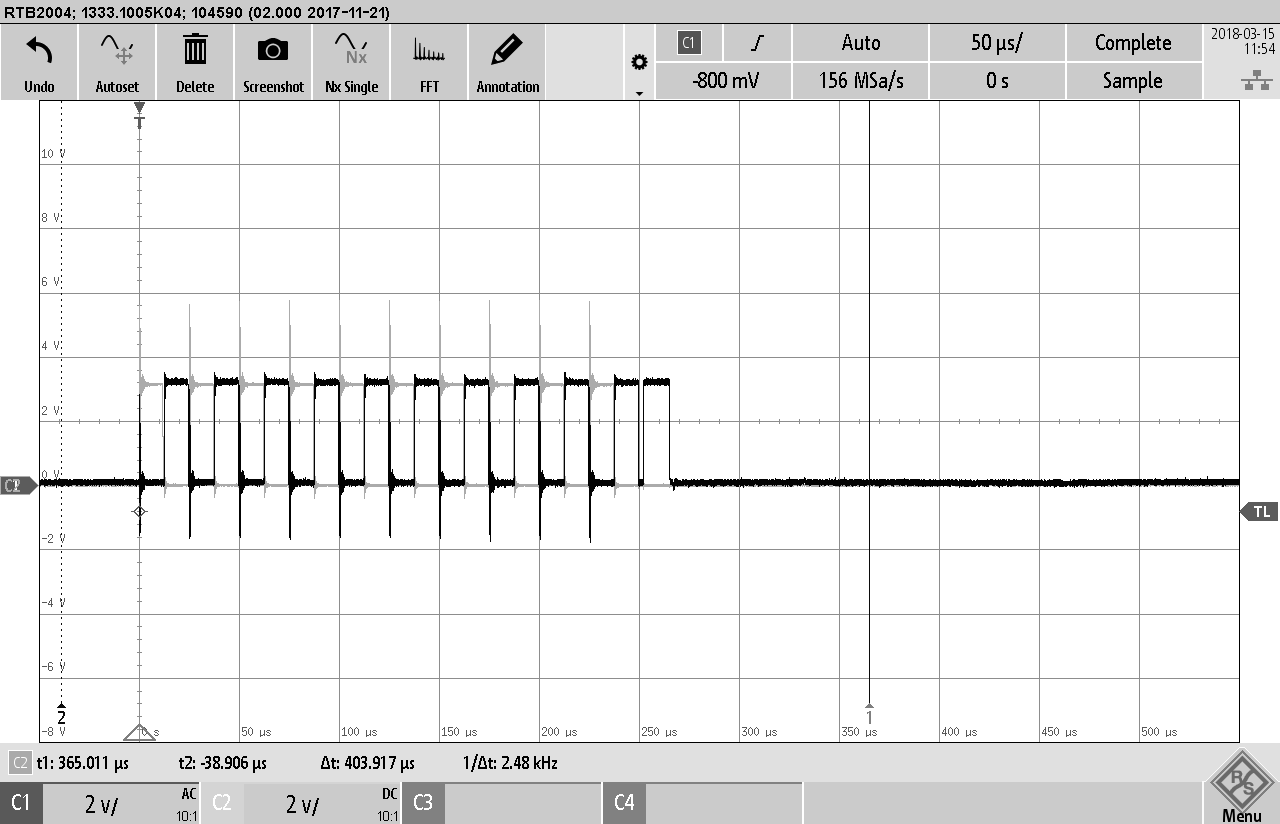 RTB2004; 1333.1005K04; 104590 (02.000 2017-11-21)
Undo
Autoset
Delete
Screenshot
Nx
Nx Single
FFT
Annotation
C1
Auto
50 µs/
Complete
-800 mV
156 MSa/s
0 s
Sample
2018-03-15
11:54
T
10 V
8 V
6 V
4 V
2 V
0 V
-2 V
-4 V
-6 V
-8 V
TL
2
1
0 s
50 µs
100 µs
150 µs
200 µs
250 µs
300 µs
350 µs
400 µs
450 µs
500 µs
C2 t1: 365.011 µs t2: -38.906 µs Δt: 403.917 µs 1/Δt: 2.48 kHz
C1 2 V/ AC 10:1
C2 2 V/ DC 10:1
C3
C4
R S
Menu